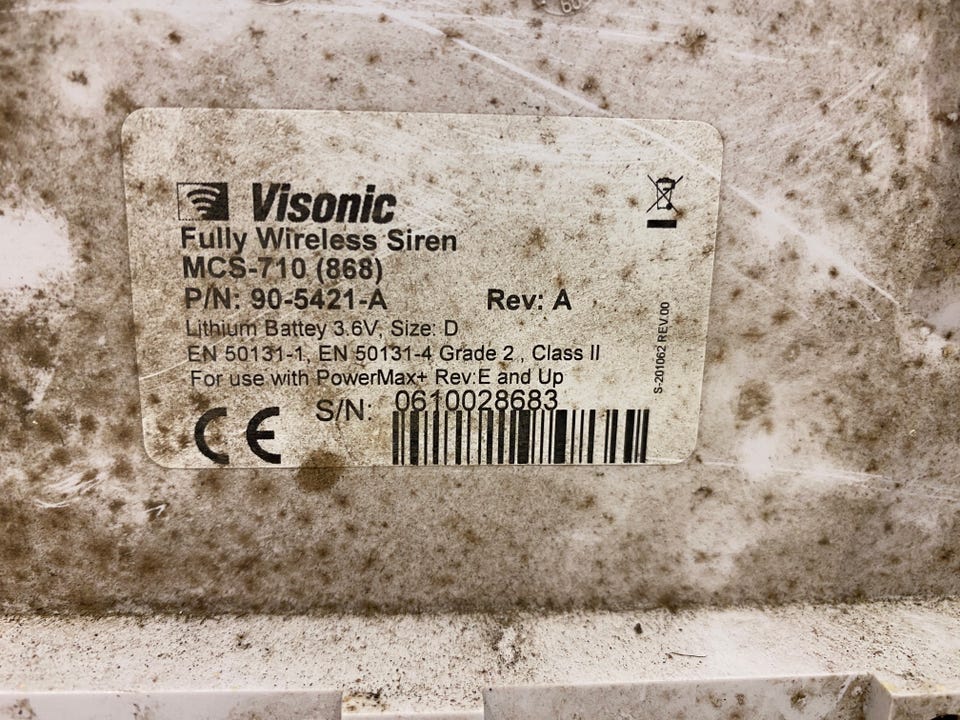 Visonic
Fully Wireless Siren
MCS-710 (868)
P/N: 90-5421-A Rev: A
Lithium Battey 3.6V, Size: D
EN 50131-1, EN 50131-4 Grade 2 , Class II
For use with PowerMax+ Rev:E and Up
S/N: 0610028683
CE
S-201062 REV.00